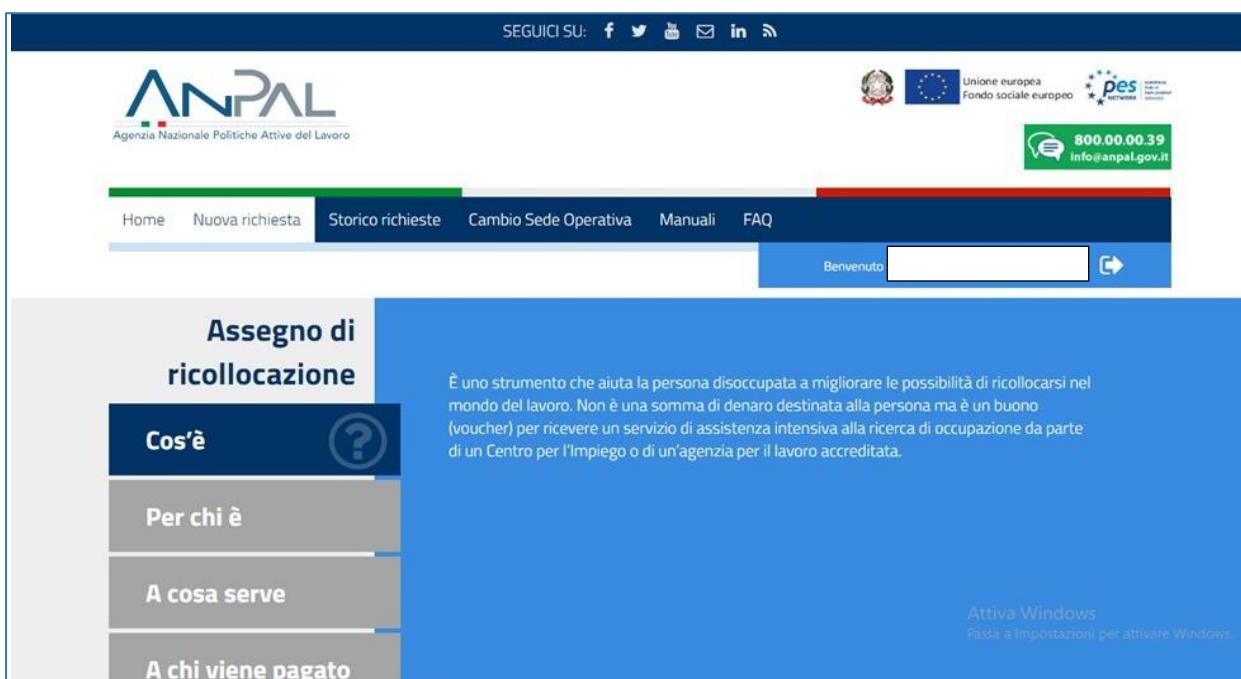 SEGUICI SU:
ANPAL
Agenzia Nazionale Politiche Attive del Lavoro
Unione europea
Fondo sociale europeo
pes
NETWORK
800.00.00.39
info@anpal.gov.it
Home Nuova richiesta Storico richieste Cambio Sede Operativa Manuali FAQ
Benvenuto
Assegno di
ricollocazione
È uno strumento che aiuta la persona disoccupata a migliorare le possibilità di ricollocarsi nel
mondo del lavoro. Non è una somma di denaro destinata alla persona ma è un buono
(voucher) per ricevere un servizio di assistenza intensiva alla ricerca di occupazione da parte
di un Centro per l'Impiego o di un'agenzia per il lavoro accreditata.
Cos'è
Per chi è
A cosa serve
A chi viene pagato
Attiva Windows
Passa a Impostazioni per attivare Windows.